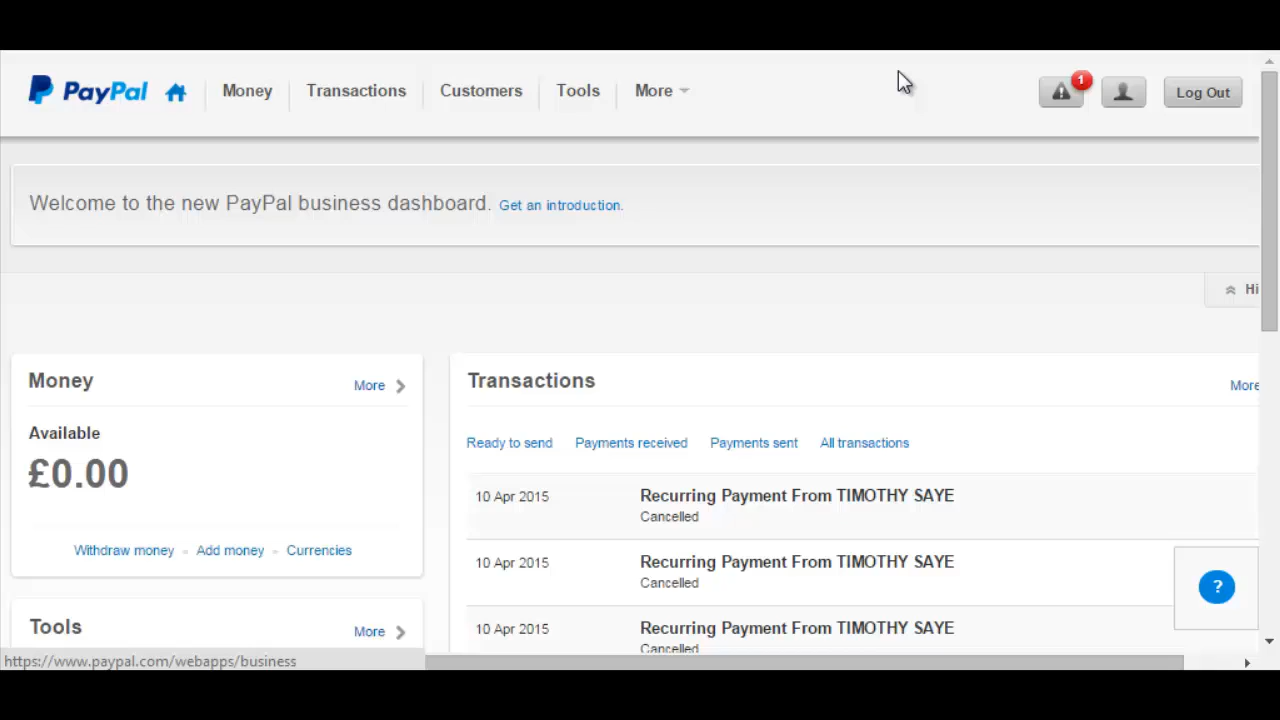 PayPal Money Transactions Customers Tools More 1 Log Out
Welcome to the new PayPal business dashboard. Get an introduction.
Hi
Money More
Available
£0.00
Withdraw money Add money Currencies
Tools More
Transactions More
Ready to send Payments received Payments sent All transactions
10 Apr 2015 Recurring Payment From TIMOTHY SAYE
Cancelled
10 Apr 2015 Recurring Payment From TIMOTHY SAYE
Cancelled
10 Apr 2015 Recurring Payment From TIMOTHY SAYE
Cancelled
?
https://www.paypal.com/webapps/business